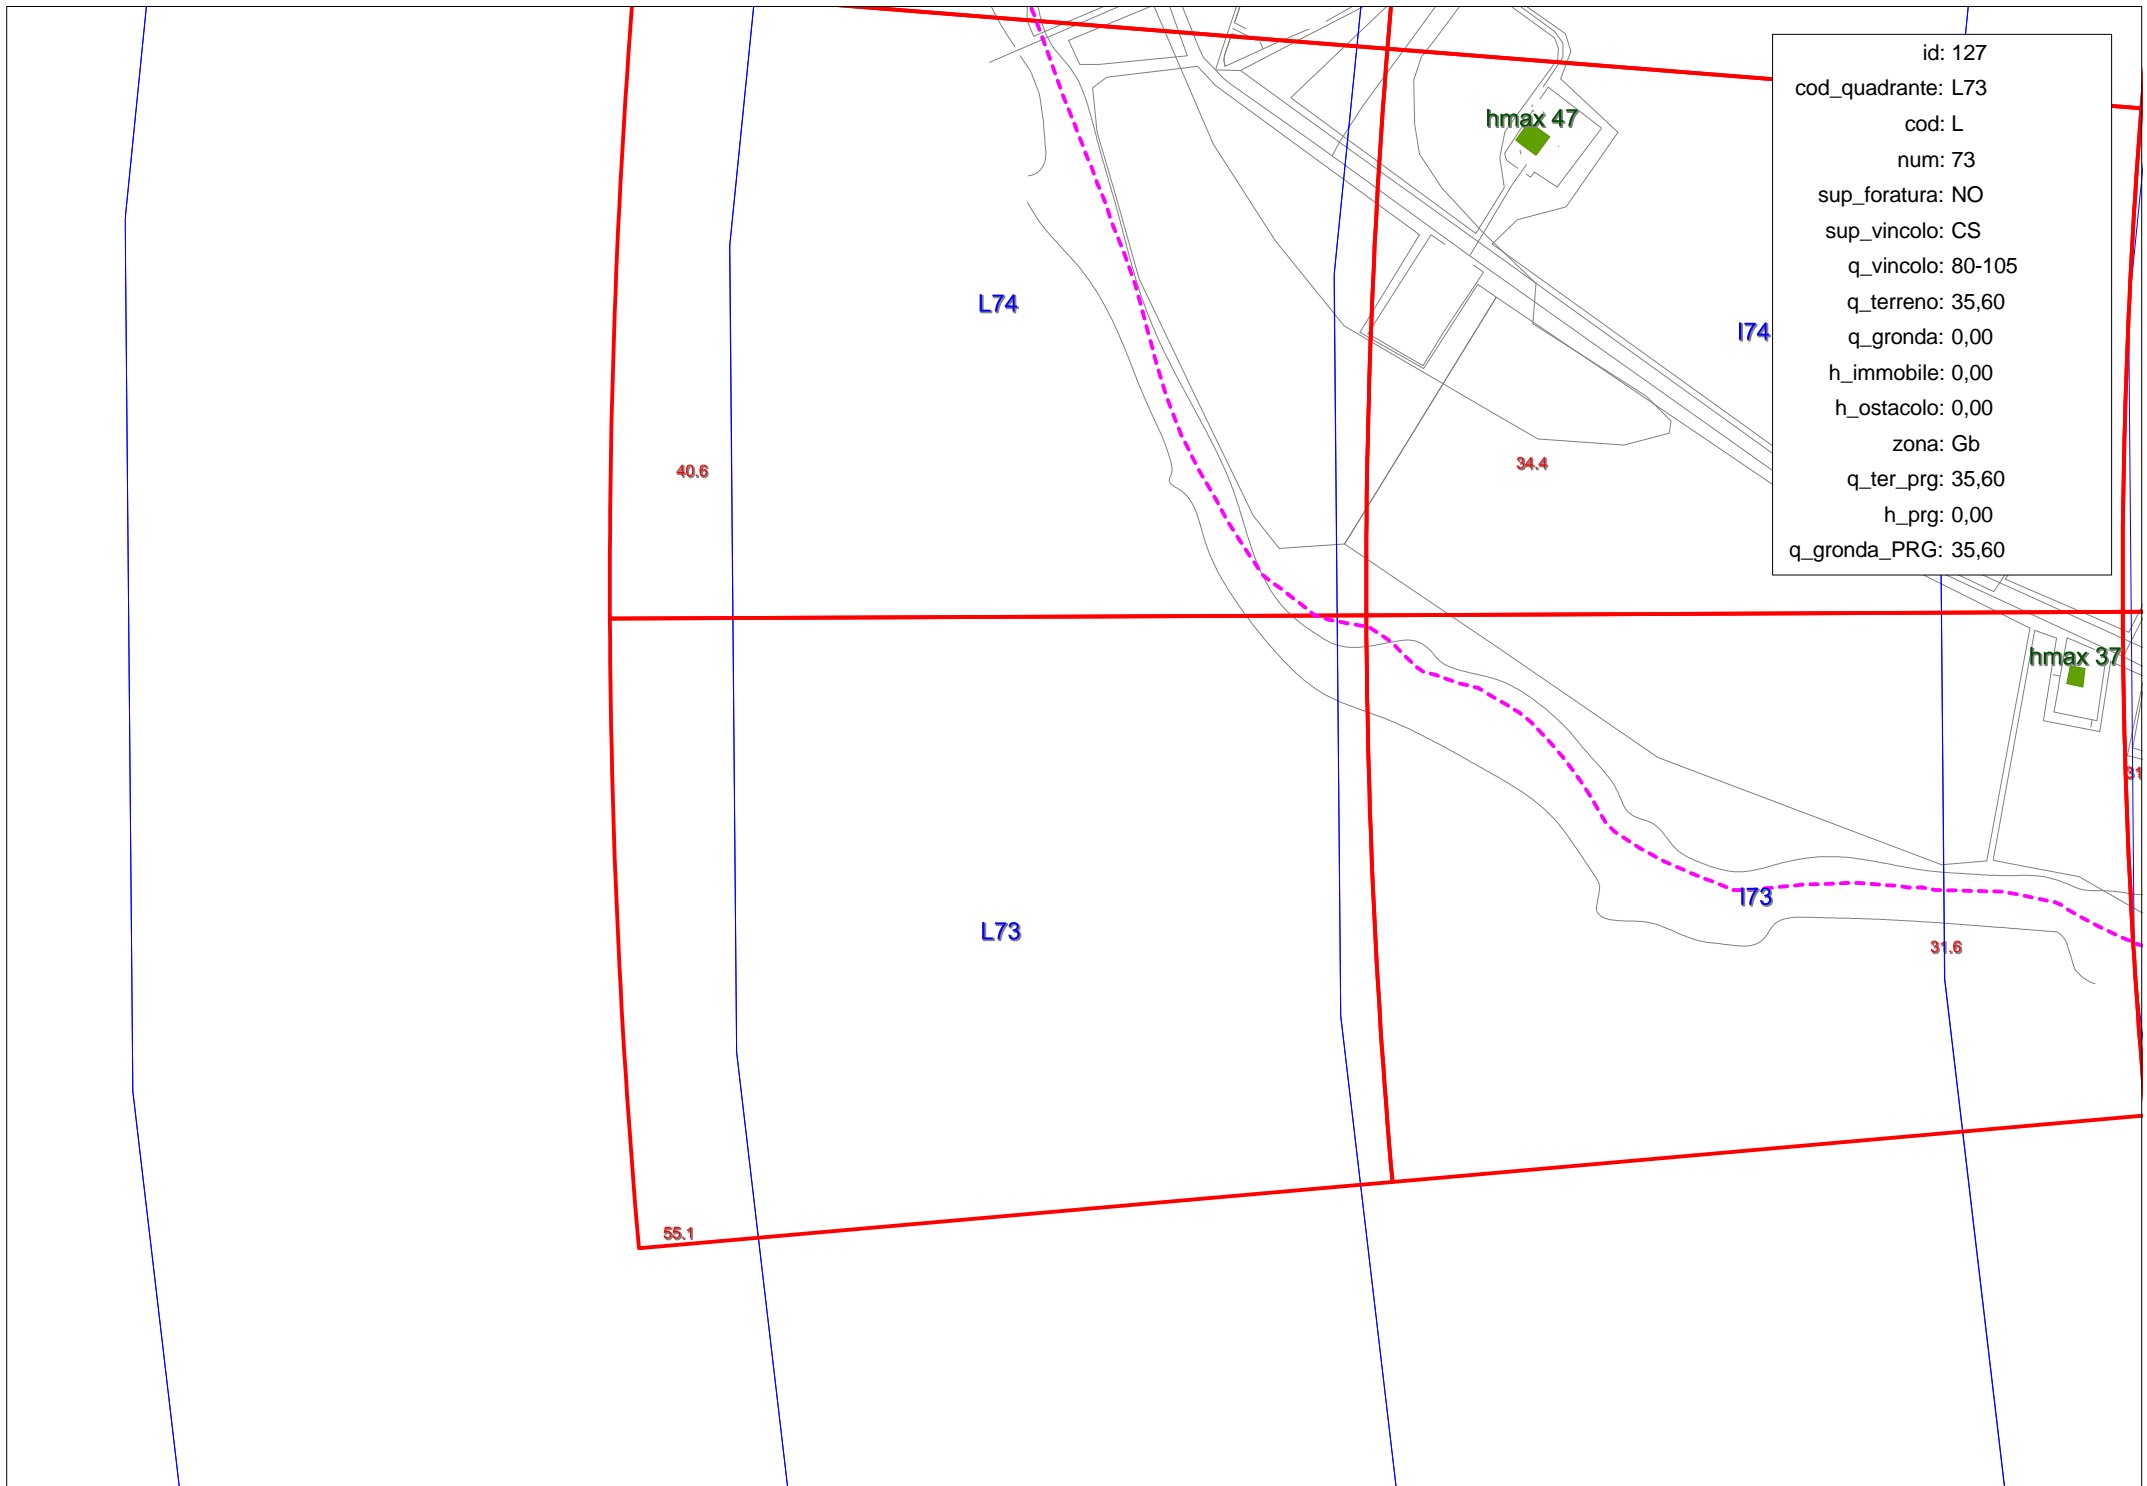 id: 127
cod_quadrante: L73
cod: L
num: 73
sup_foratura: NO
sup_vincolo: CS
q_vincolo: 80-105
q_terreno: 35,60
q_gronda: 0,00
h_immobile: 0,00
h_ostacolo: 0,00
zona: Gb
q_ter_prg: 35,60
h_prg: 0,00
q_gronda_PRG: 35,60
hmax 47
L74
I74
40.6
34.4
hmax 37
31
I73
L73
31.6
55.1